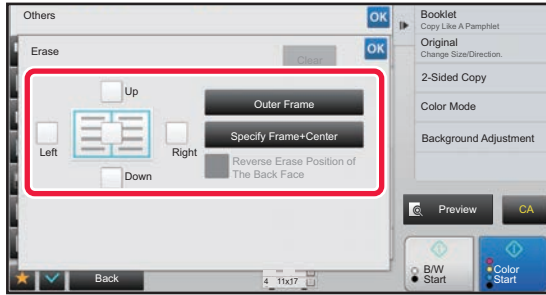 Others
OK
Erase
Clear
OK
Up
Left
Right
Down
Outer Frame
Specify Frame+Center
Reverse Erase Position of
The Back Face
Back
4 11x17
Booklet
Copy Like A Pamphlet
Original
Change Size/Direction.
2-Sided Copy
Color Mode
Background Adjustment
Preview
CA
B/W
Start
Color
Start